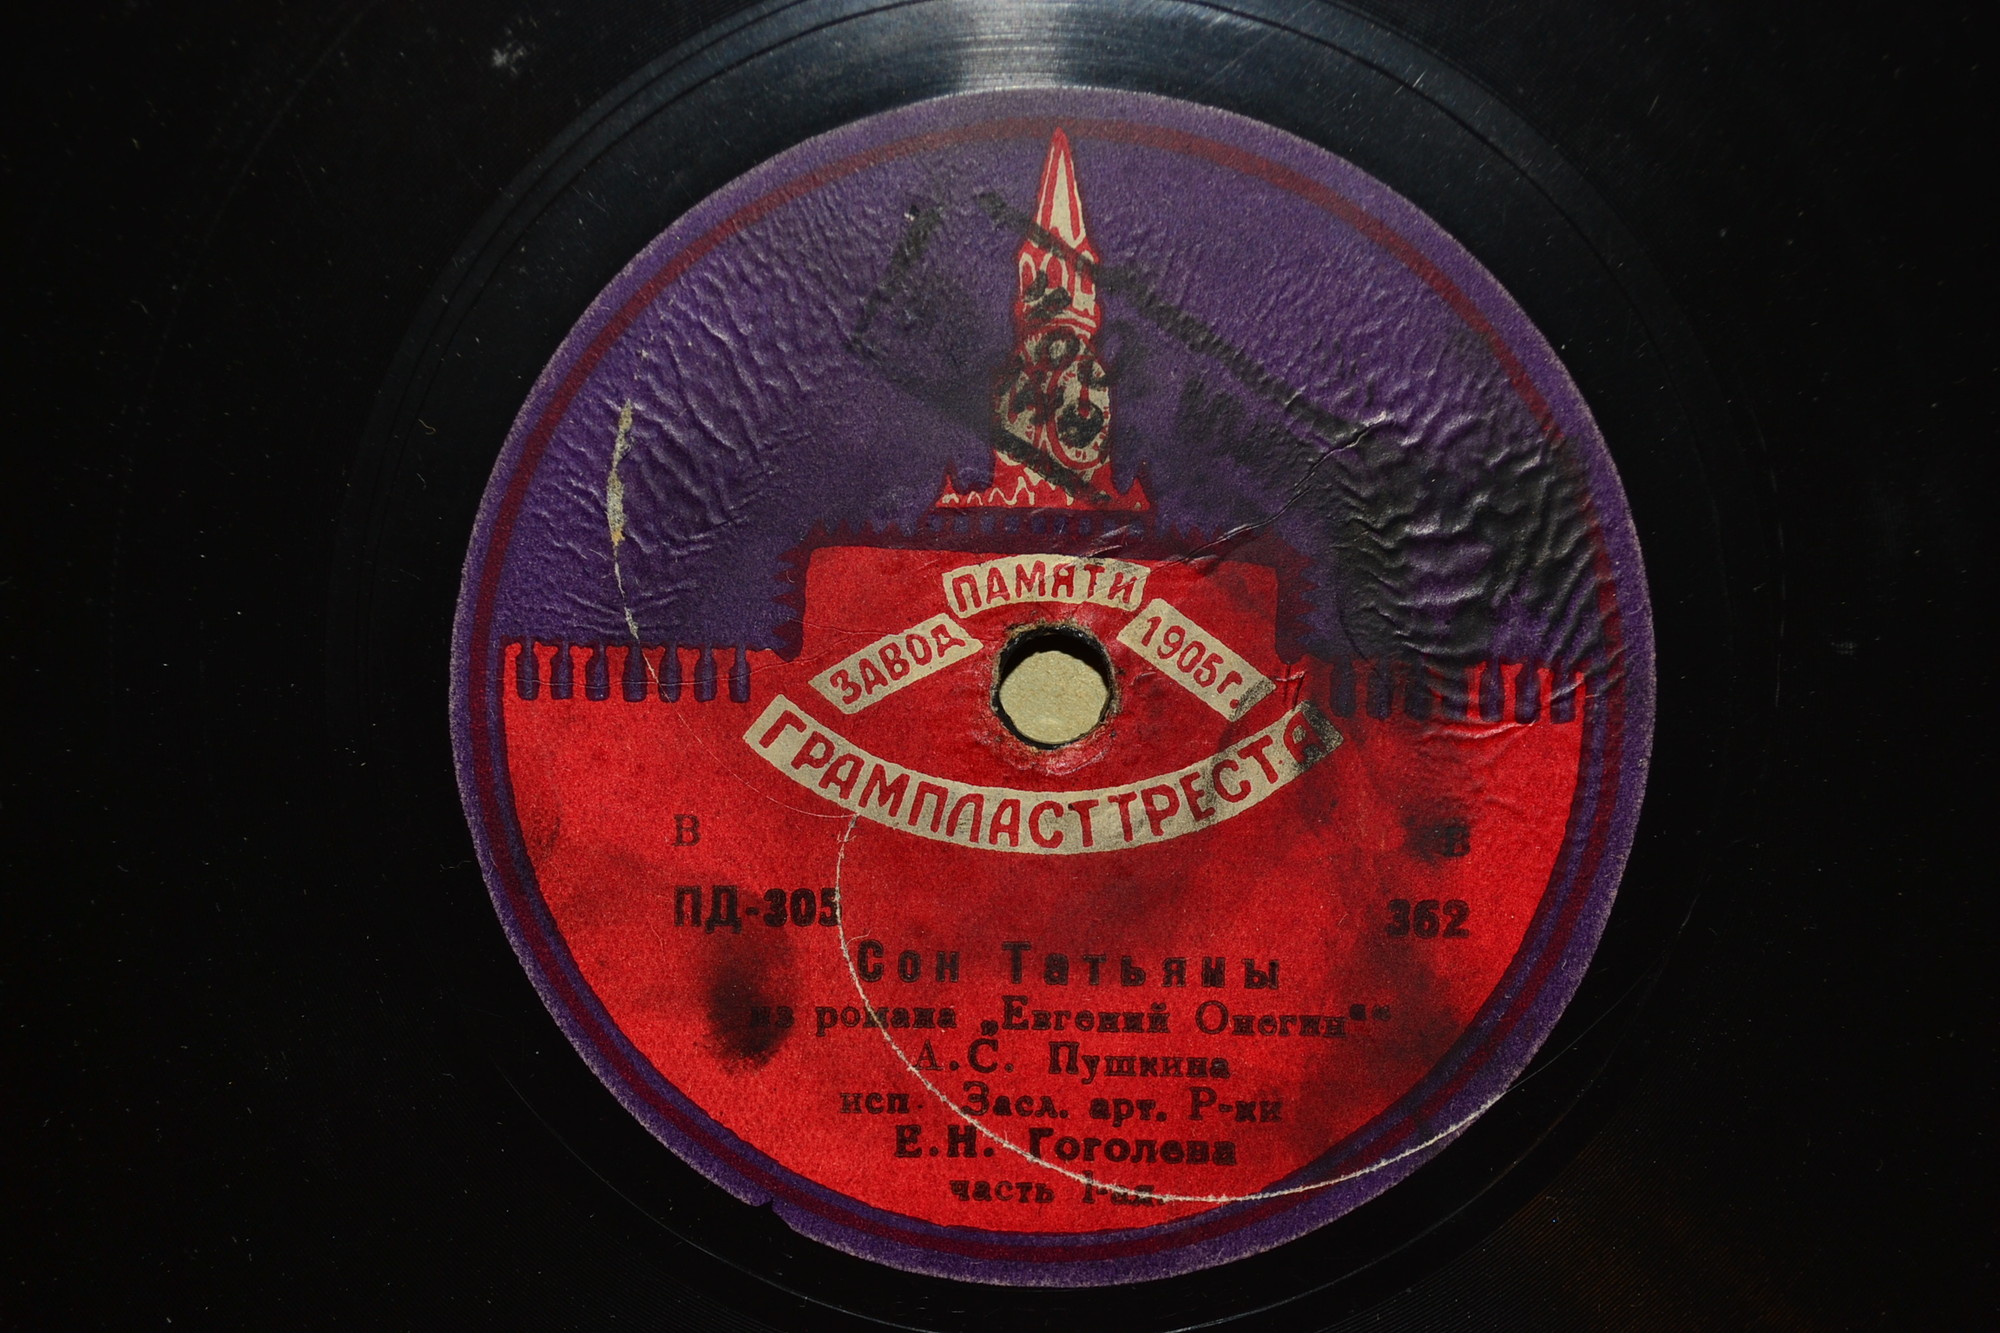 ЗАВОД ПАМЯТИ 1905г.
ГРАМПЛАСТТРЕСТА
В В
ПД-305 362
Сон Татьяны
из романа „Евгений Онегин"
А.С. Пушкина
исп. Засл. арт. Р-ки
Е.Н. Гоголева
часть 1-ая.